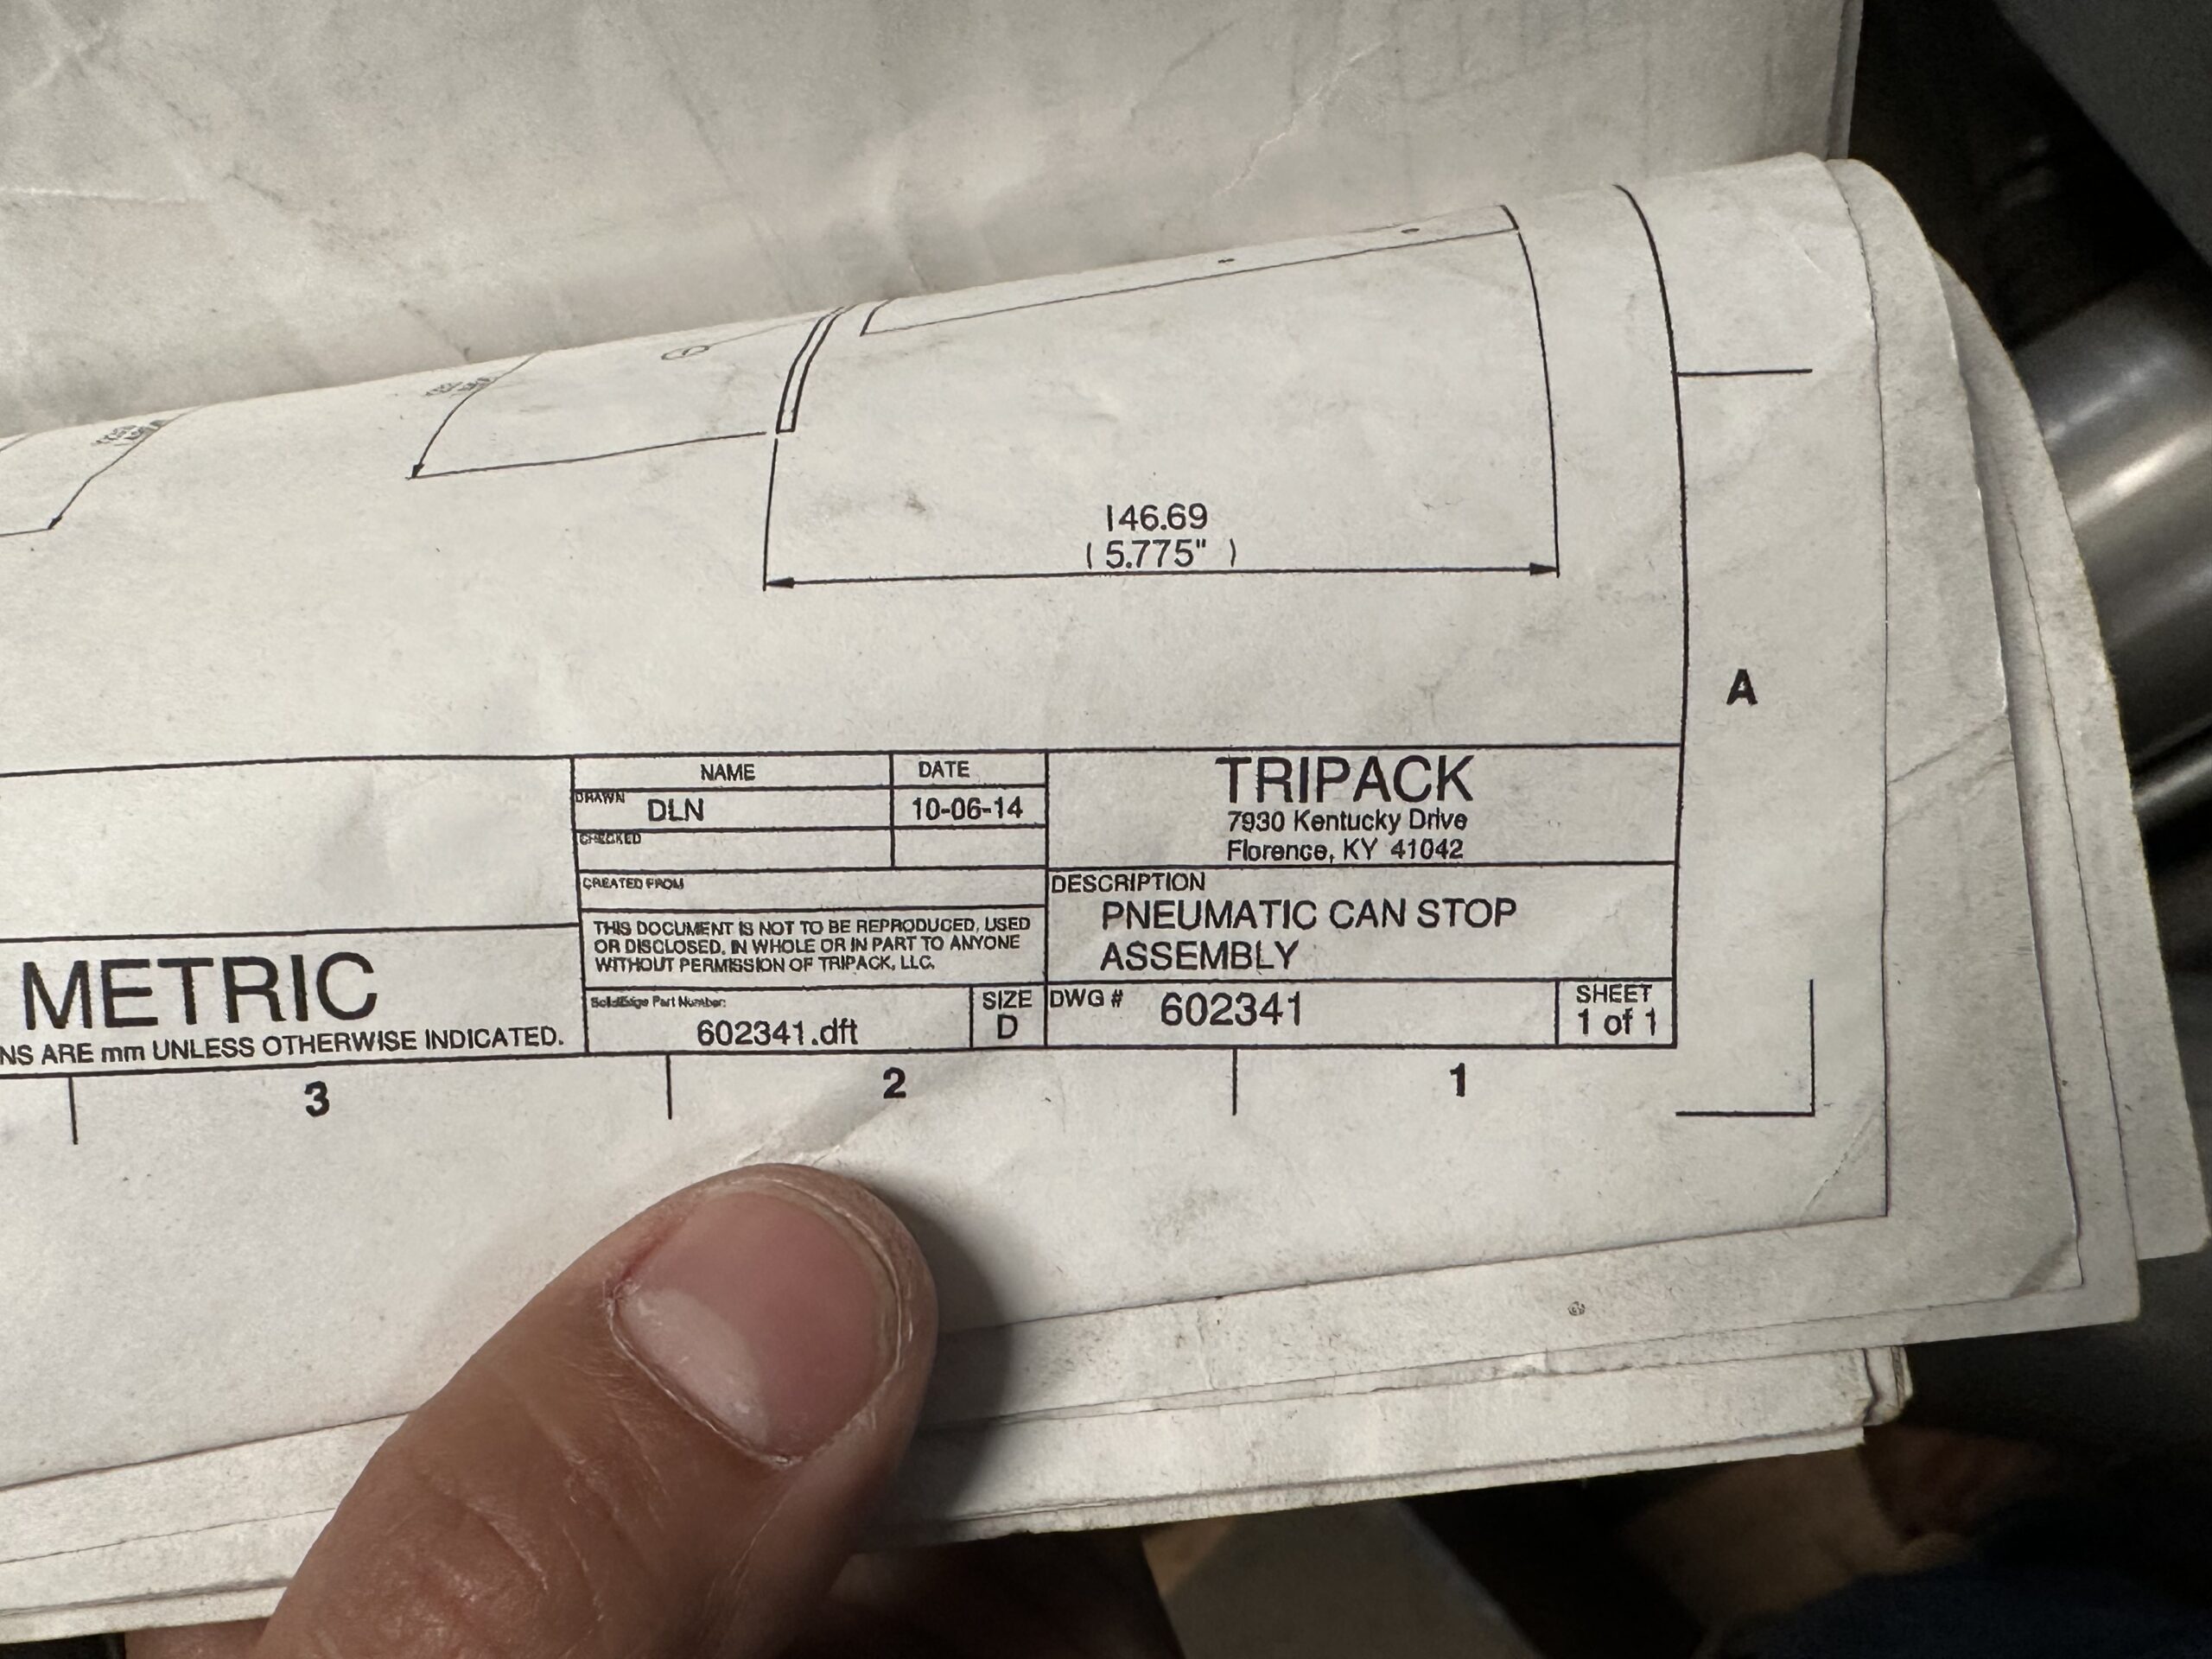 146.69
( 5.775" )
A
NAME
DATE
DRAWN
DLN
10-06-14
CHECKED
CREATED FROM
THIS DOCUMENT IS NOT TO BE REPRODUCED, USED
OR DISCLOSED, IN WHOLE OR IN PART TO ANYONE
WITHOUT PERMISSION OF TRIPACK, LLC.
SolidEdge Part Number:
602341.dft
SIZE
D
TRIPACK
7930 Kentucky Drive
Florence, KY 41042
DESCRIPTION
PNEUMATIC CAN STOP
ASSEMBLY
DWG #
602341
SHEET
1 of 1
METRIC
NS ARE mm UNLESS OTHERWISE INDICATED.
3
2
1